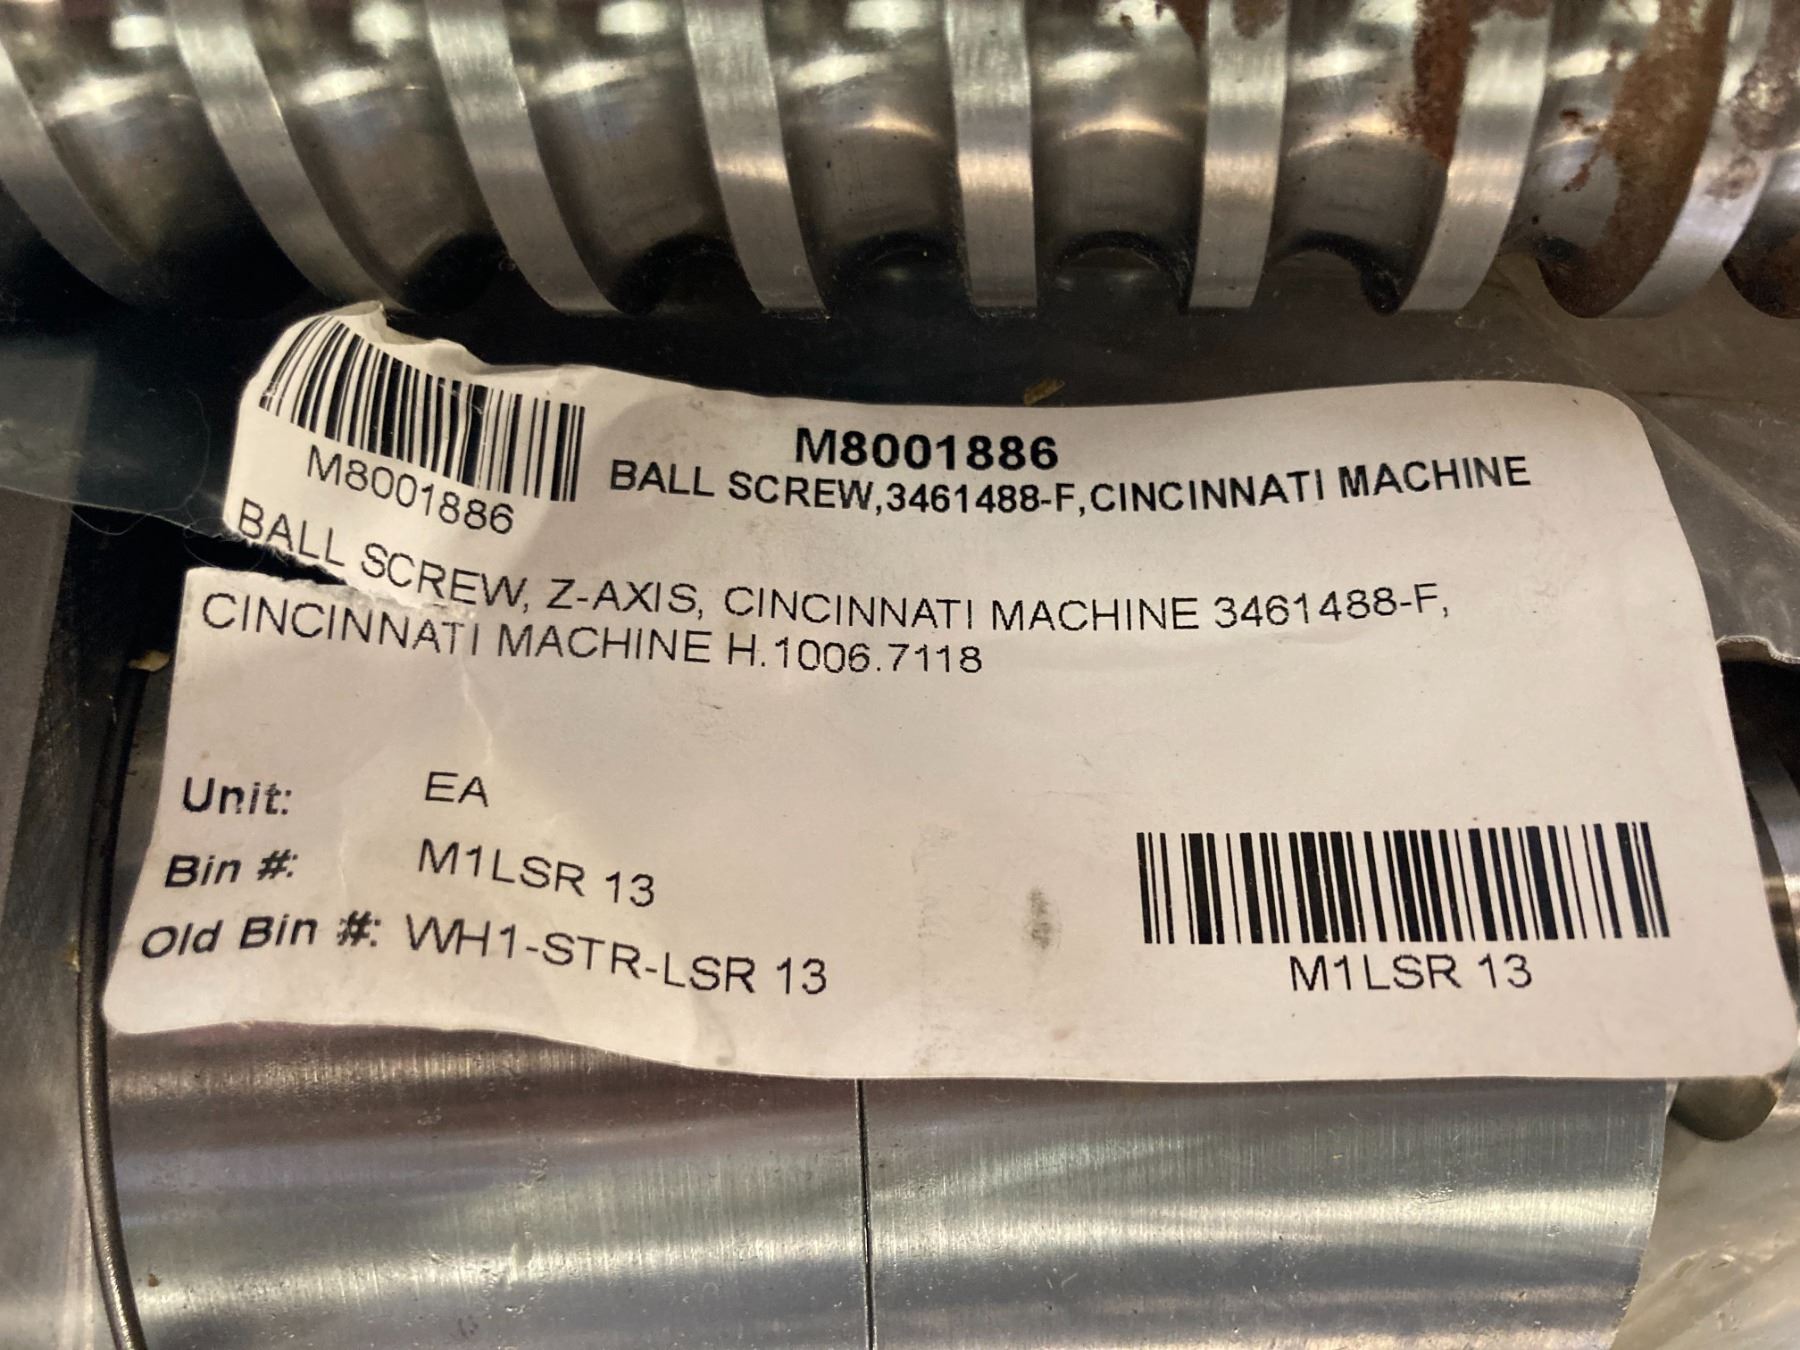 M8001886
M8001886
BALL SCREW,3461488-F,CINCINNATI MACHINE
BALL SCREW, Z-AXIS, CINCINNATI MACHINE 3461488-F,
CINCINNATI MACHINE H.1006.7118
Unit: EA
Bin #: M1LSR 13
Old Bin #: WH1-STR-LSR 13
M1LSR 13